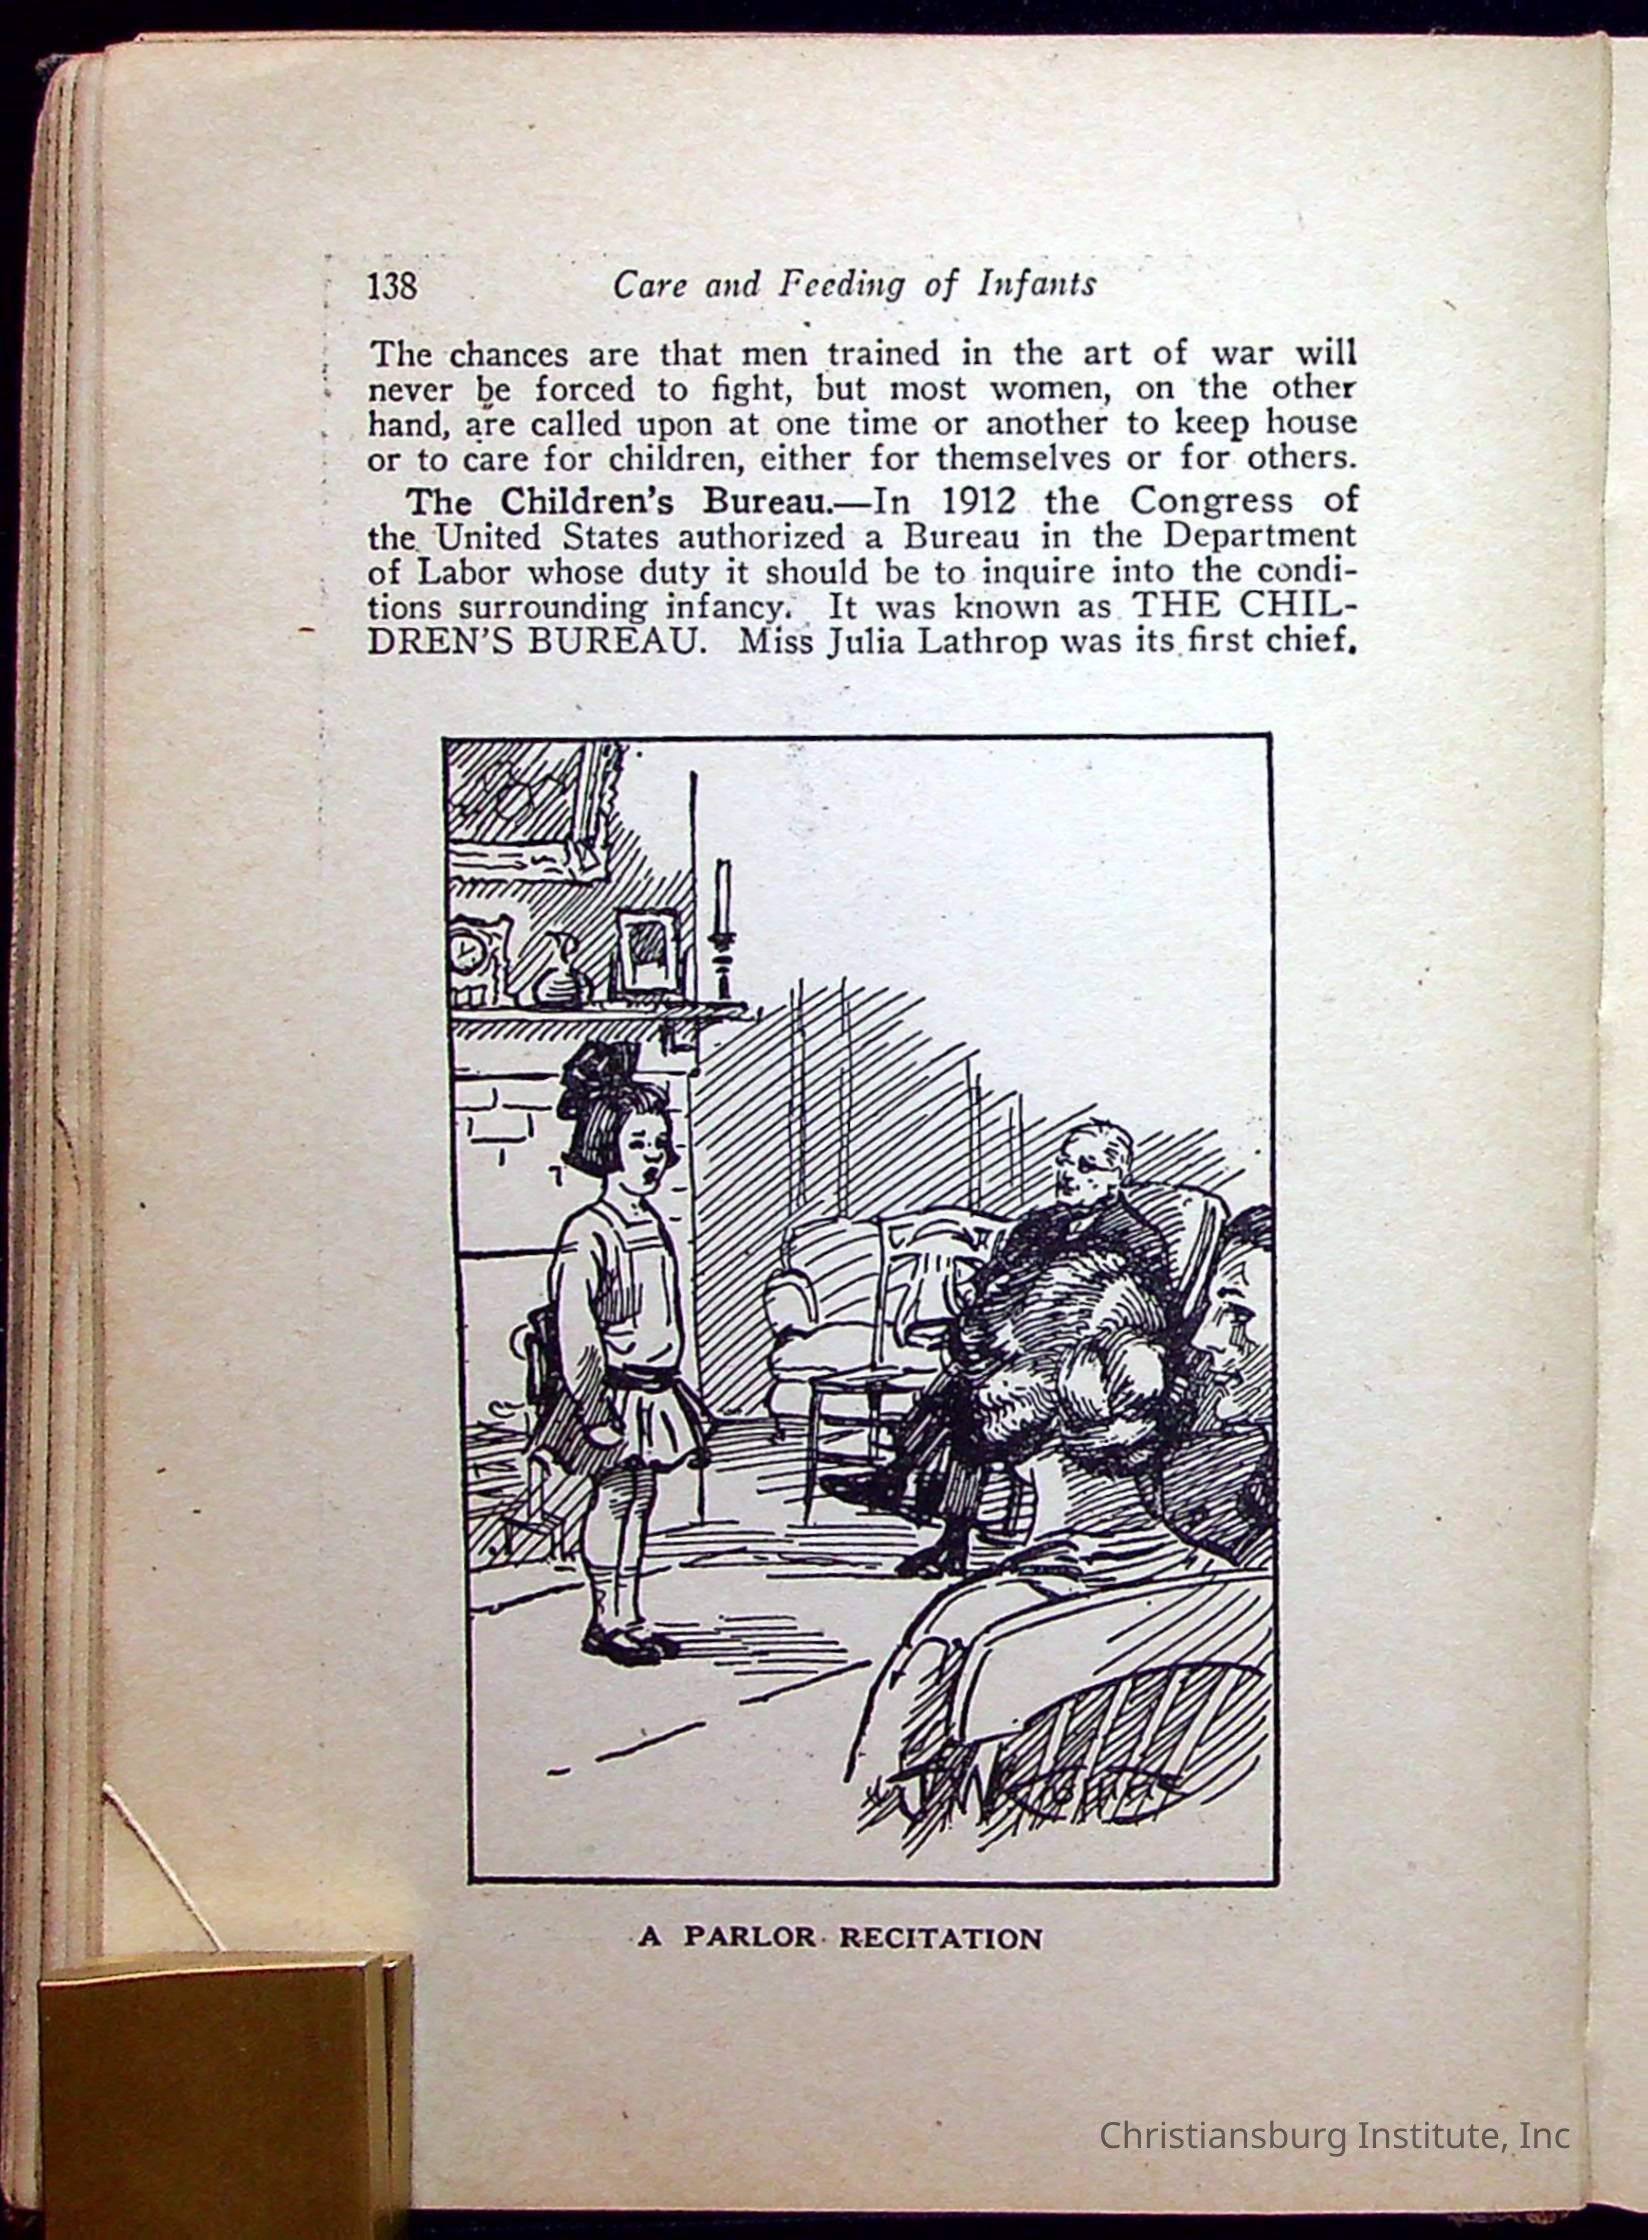 138 Care and Feeding of Infants
The chances are that men trained in the art of war will
never be forced to fight, but most women, on the other
hand, are called upon at one time or another to keep house
or to care for children, either for themselves or for others.
The Children's Bureau.—In 1912 the Congress of
the United States authorized a Bureau in the Department
of Labor whose duty it should be to inquire into the condi-
tions surrounding infancy. It was known as THE CHIL-
DREN'S BUREAU. Miss Julia Lathrop was its first chief.
A PARLOR RECITATION
Christiansburg Institute, Inc